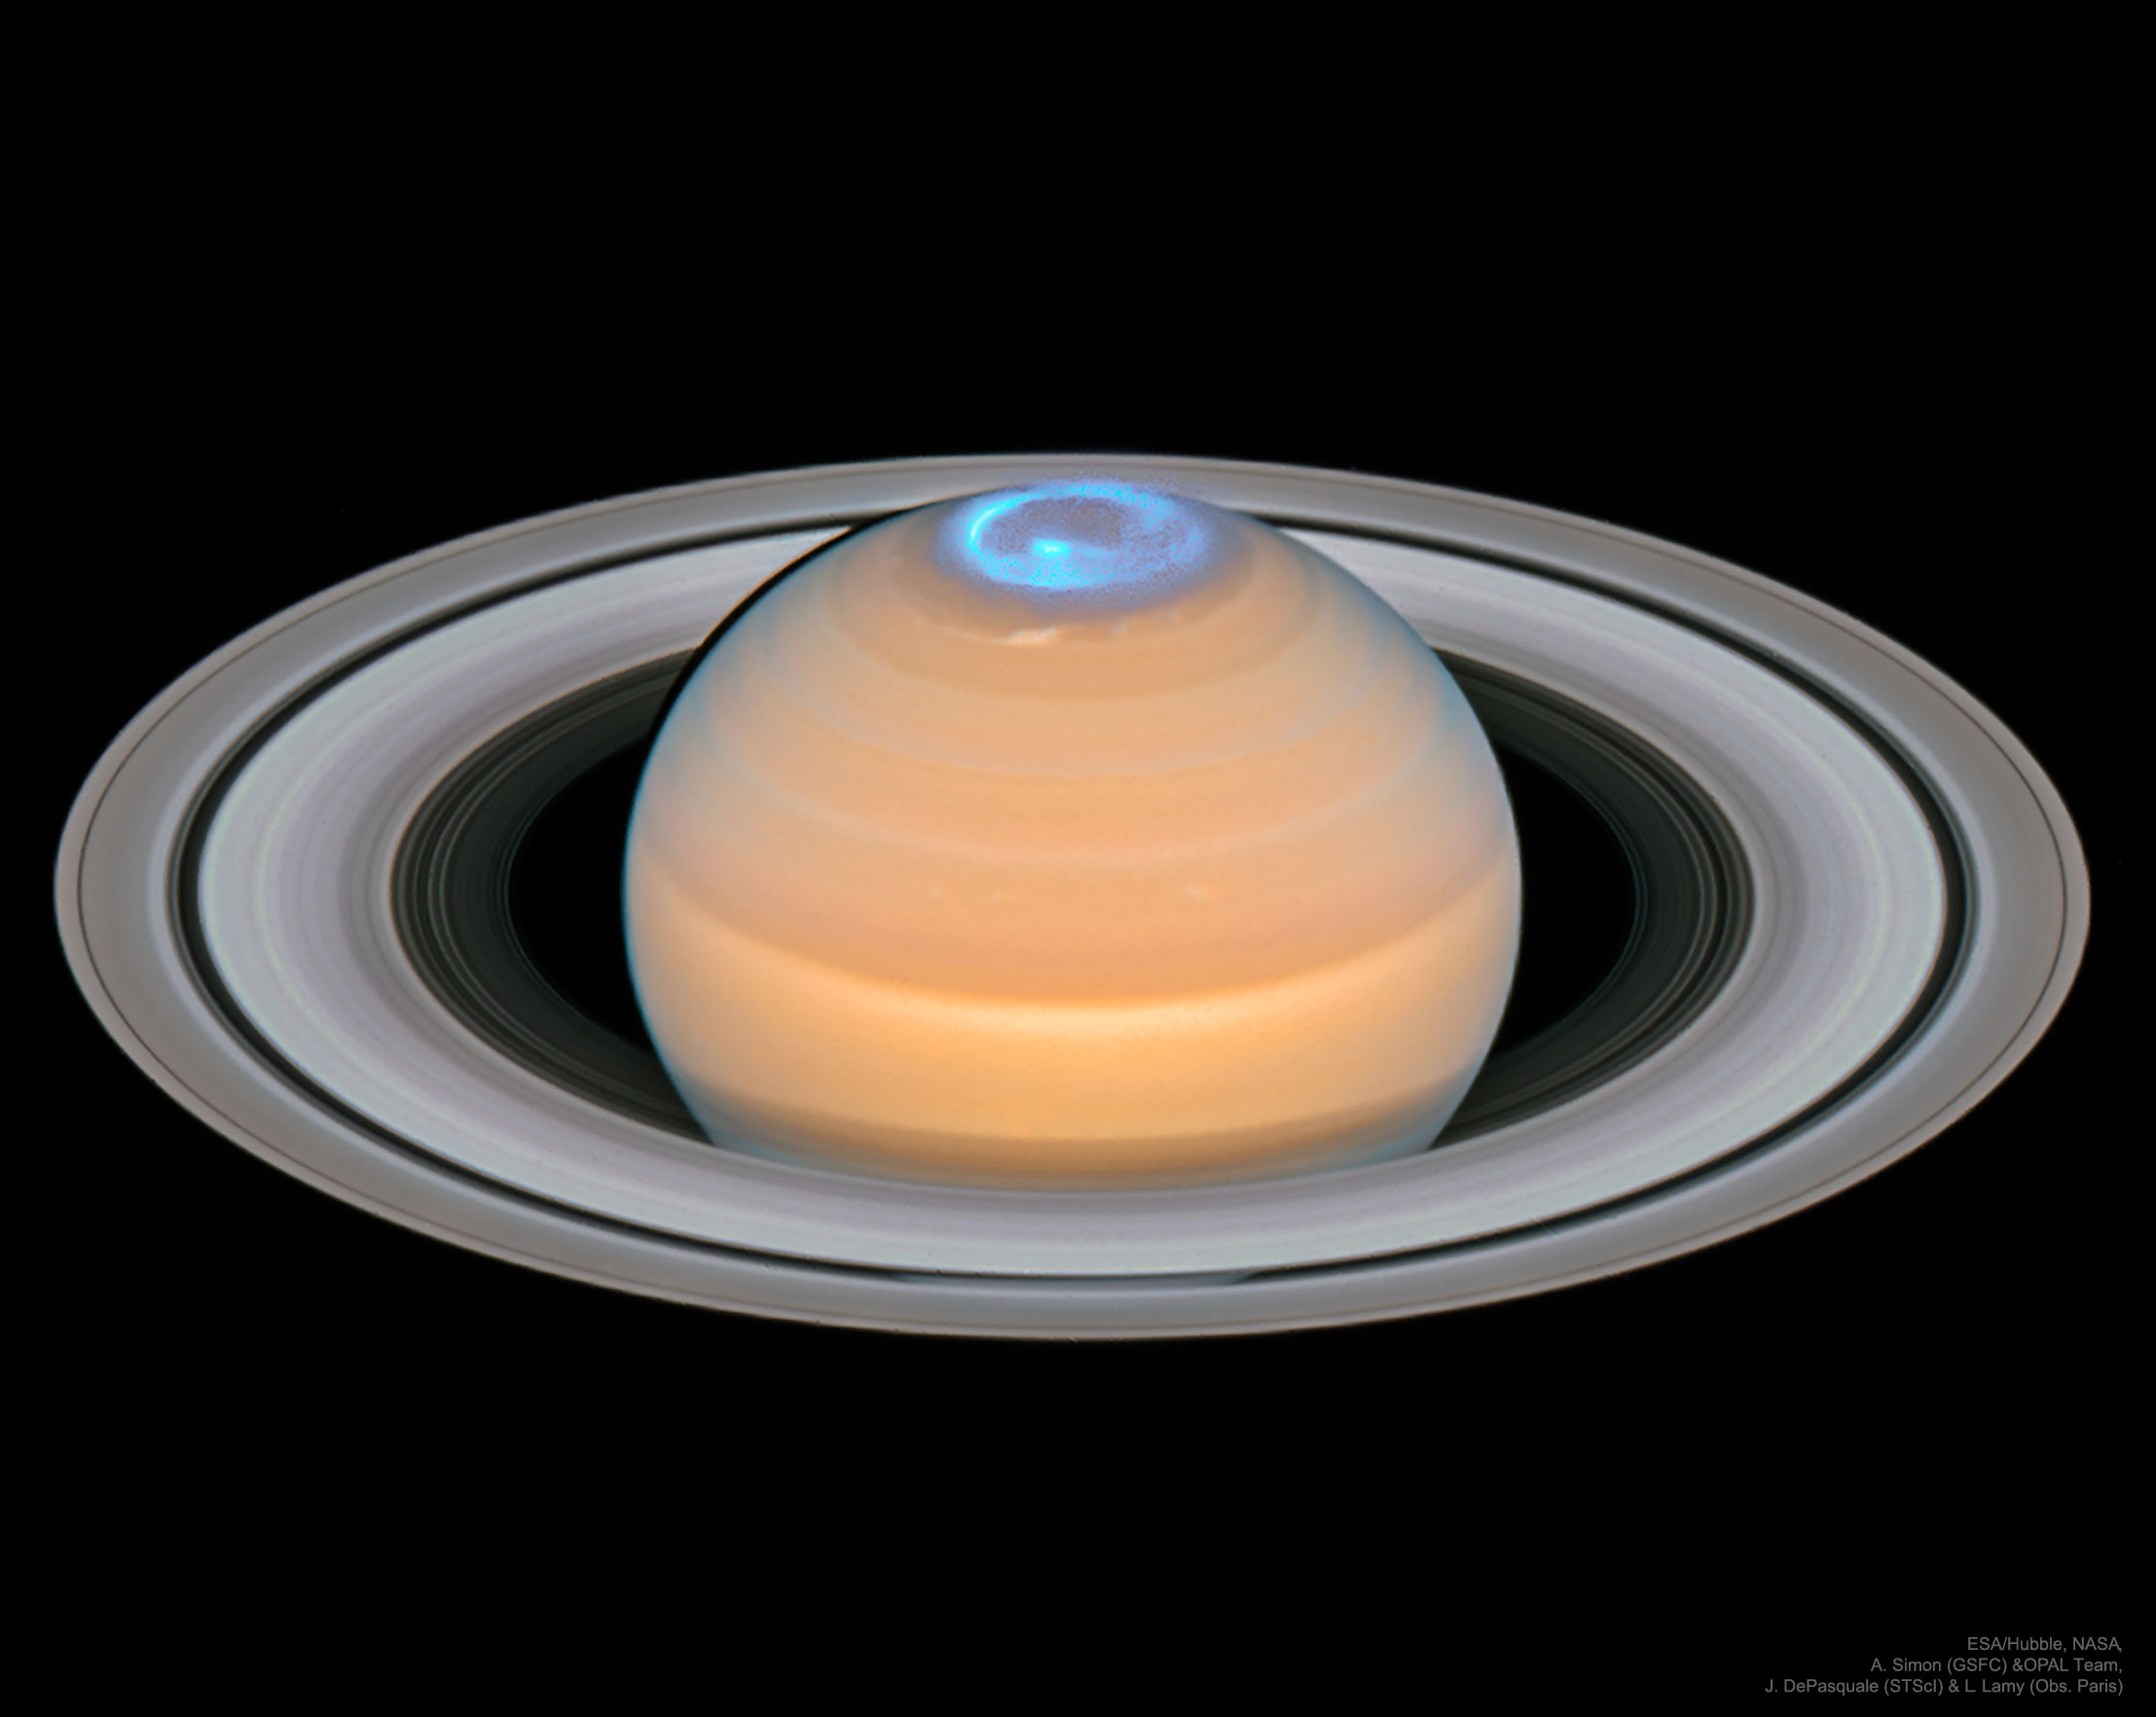 ESA/Hubble, NASA,
A. Simon (GSFC) &OPAL Team,
J. DePasquale (STScI) & L. Lamy (Obs. Paris)